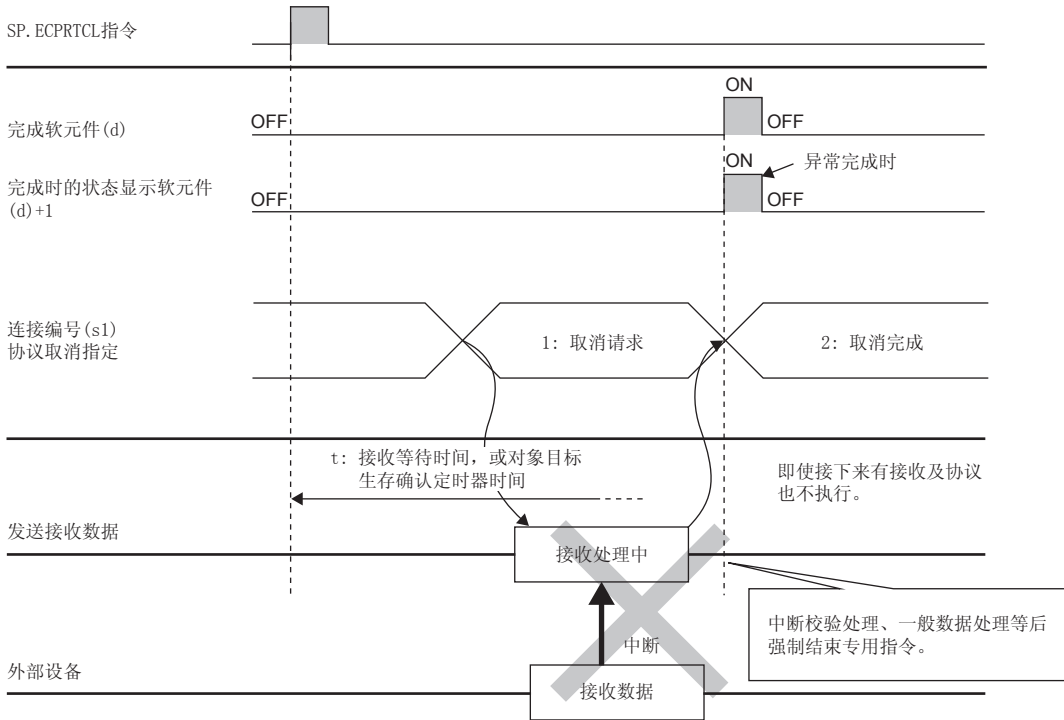 SP.ECPRTCL指令
ON
完成软元件(d)
OFF
OFF
ON
异常完成时
完成时的状态显示软元件
(d)+1
OFF
OFF
连接编号(s1)
协议取消指定
1: 取消请求
2: 取消完成
t: 接收等待时间，或对象目标
生存确认定时器时间
即使接下来有接收及协议
也不执行。
发送接收数据
接收处理中
中断校验处理、一般数据处理等后
强制结束专用指令。
中断
外部设备
接收数据